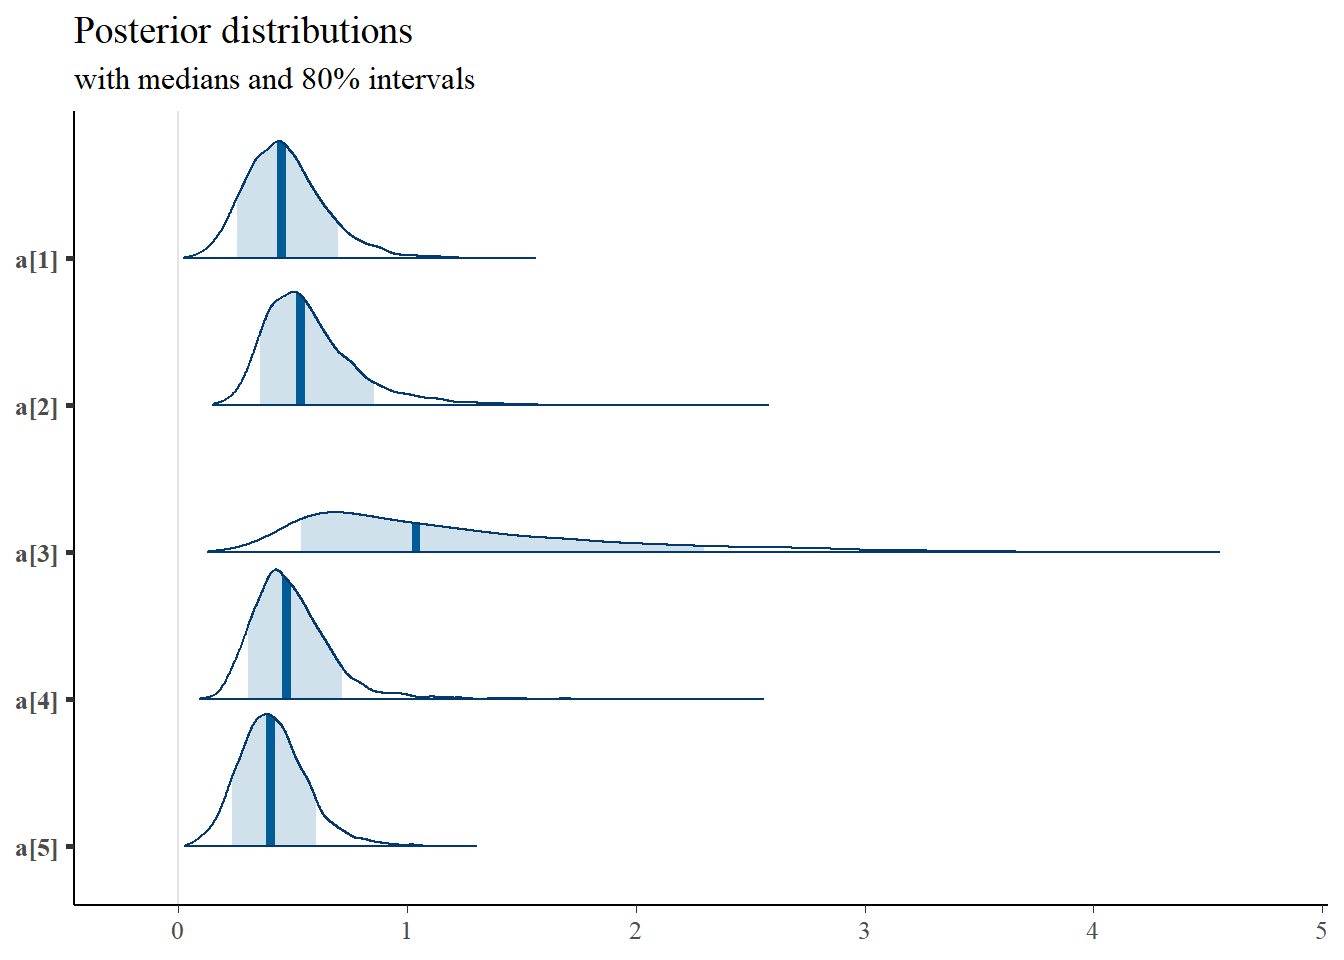 Posterior distributions
with medians and 80% intervals
a[1]
a[2]
a[3]
a[4]
a[5]
0 1 2 3 4 5